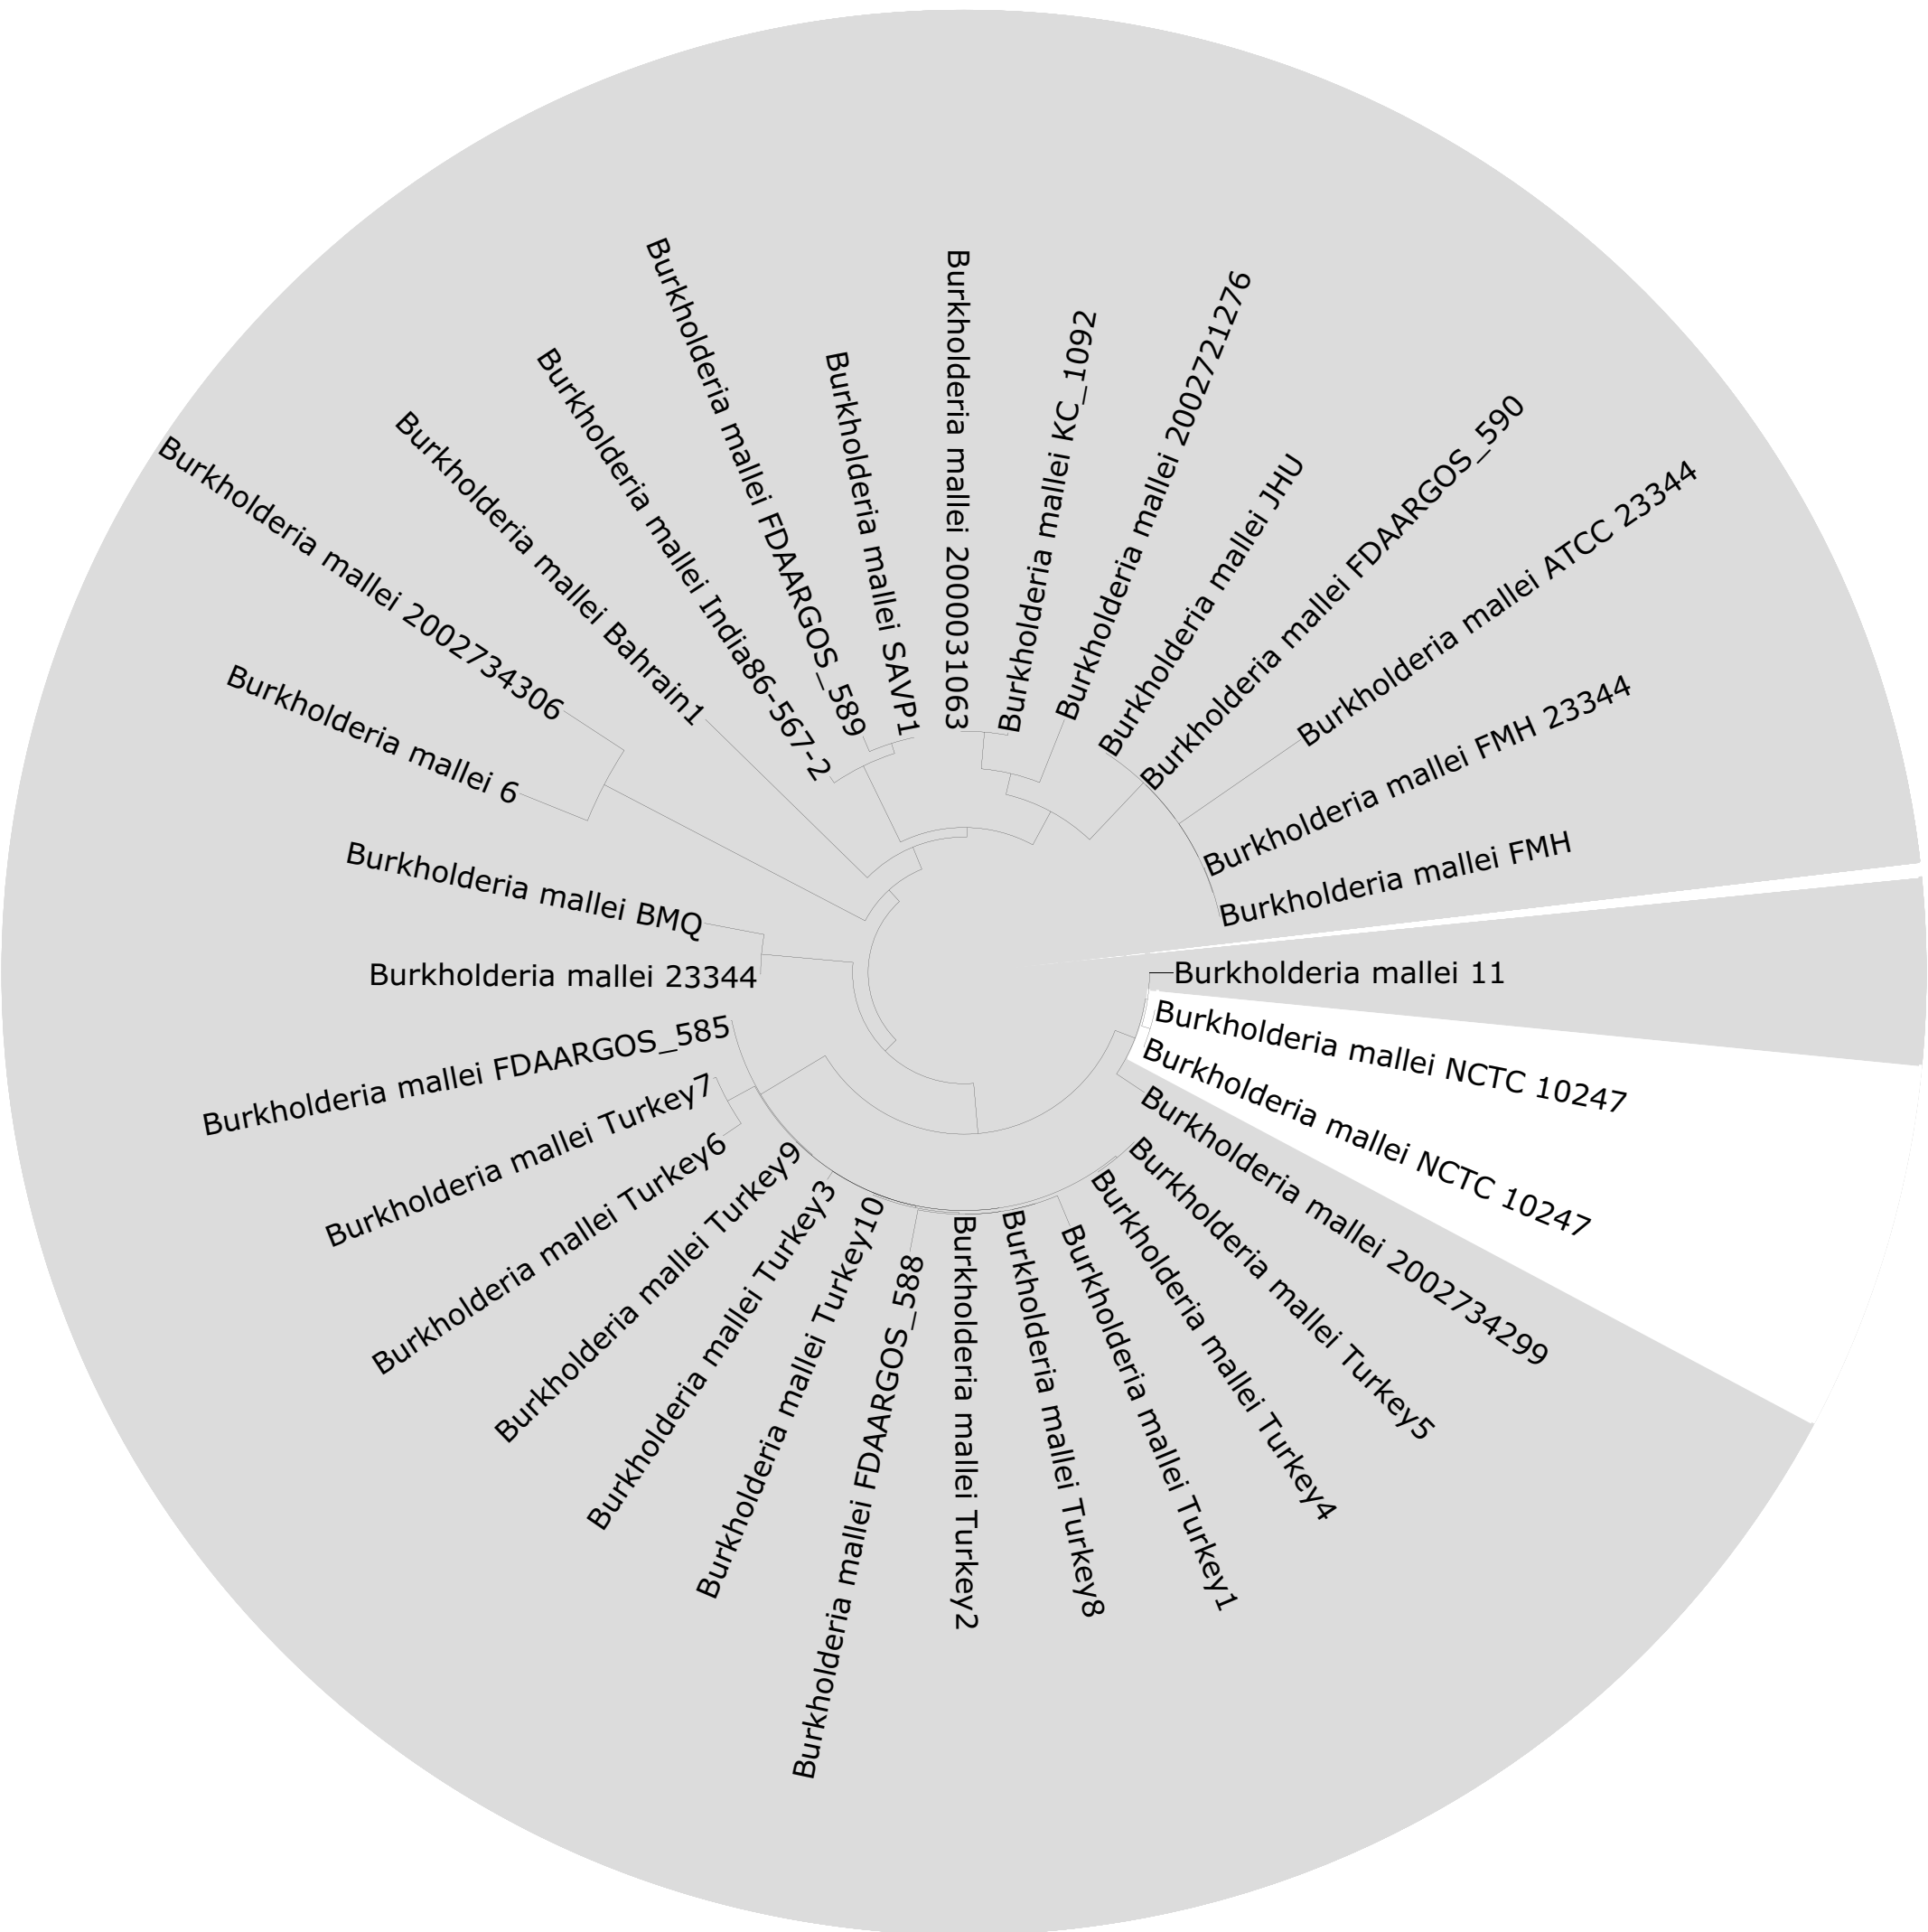 Burkholderia mallei 2000031063
Burkholderia mallei KC_1092
Burkholderia mallei 2002721276
Burkholderia mallei JHU
Burkholderia mallei FDAARGOS_590
Burkholderia mallei ATCC 23344
Burkholderia mallei FMH 23344
Burkholderia mallei FMH
Burkholderia mallei 11
Burkholderia mallei NCTC 10247
Burkholderia mallei NCTC 10247
Burkholderia mallei 2002734299
Burkholderia mallei Turkey5
Burkholderia mallei Turkey4
Burkholderia mallei Turkey1
Burkholderia mallei Turkey8
Burkholderia mallei Turkey2
Burkholderia mallei FDAARGOS_588
Burkholderia mallei Turkey10
Burkholderia mallei Turkey3
Burkholderia mallei Turkey9
Burkholderia mallei Turkey6
Burkholderia mallei Turkey7
Burkholderia mallei FDAARGOS_585
Burkholderia mallei 23344
Burkholderia mallei BMQ
Burkholderia mallei 6
Burkholderia mallei 2002734306
Burkholderia mallei Bahrain1
Burkholderia mallei India86-567-2
Burkholderia mallei FDAARGOS_589
Burkholderia mallei SAVP1